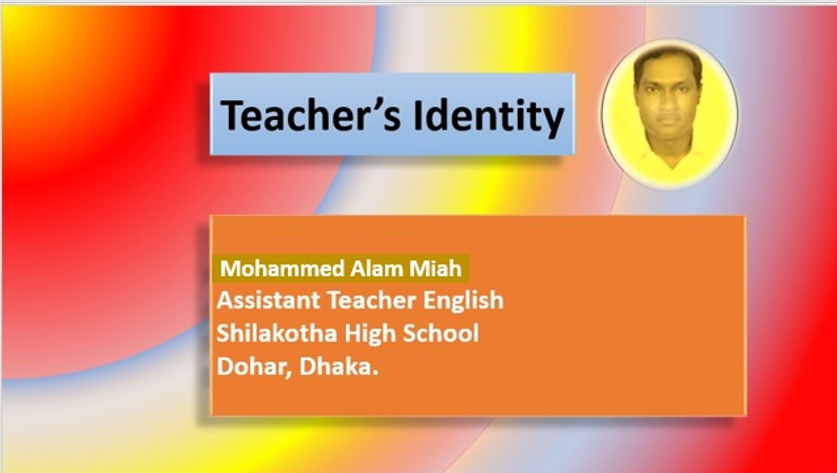 Teacher's Identity
Mohammed Alam Miah
Assistant Teacher English
Shilakotha High School
Dohar, Dhaka.